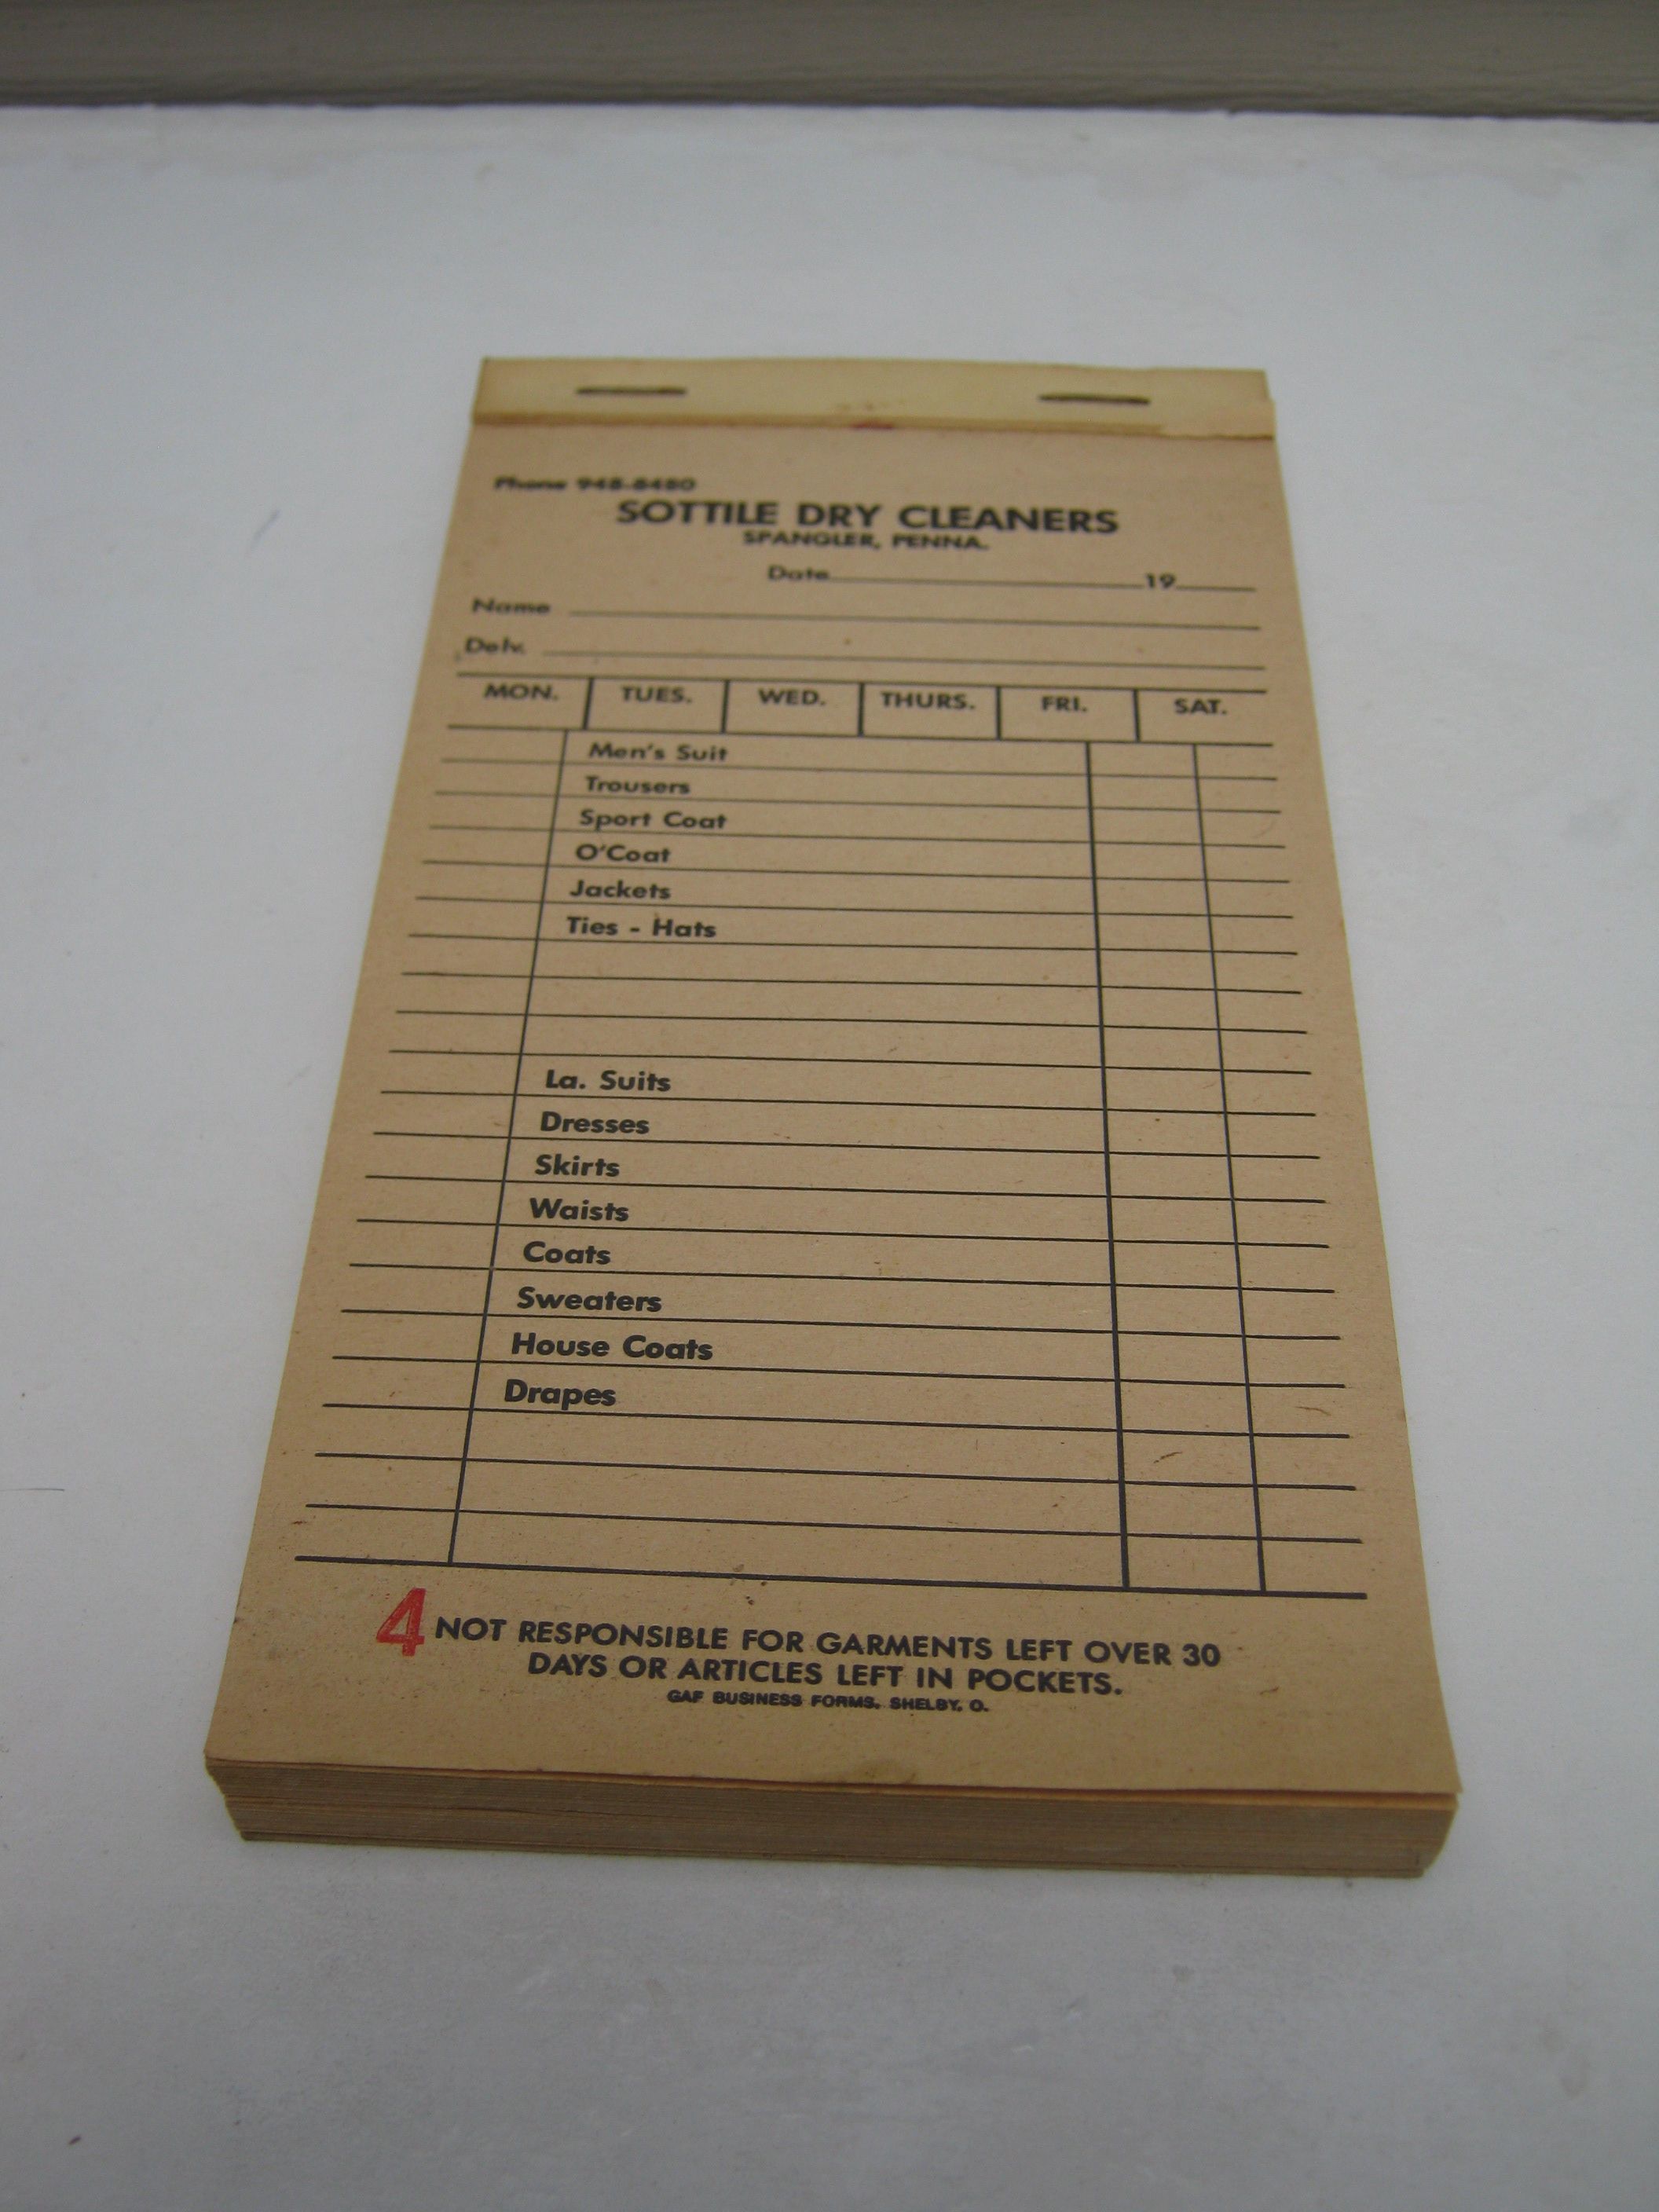 Phone 948-8480
SOTTILE DRY CLEANERS
SPANGLER, PENNA.
Date 19
Name
Delv.
MON. TUES. WED. THURS. FRI. SAT.
Men's Suit
Trousers
Sport Coat
O'Coat
Jackets
Ties - Hats
La. Suits
Dresses
Skirts
Waists
Coats
Sweaters
House Coats
Drapes
4 NOT RESPONSIBLE FOR GARMENTS LEFT OVER 30
DAYS OR ARTICLES LEFT IN POCKETS.
GAF BUSINESS FORMS, SHELBY, O.